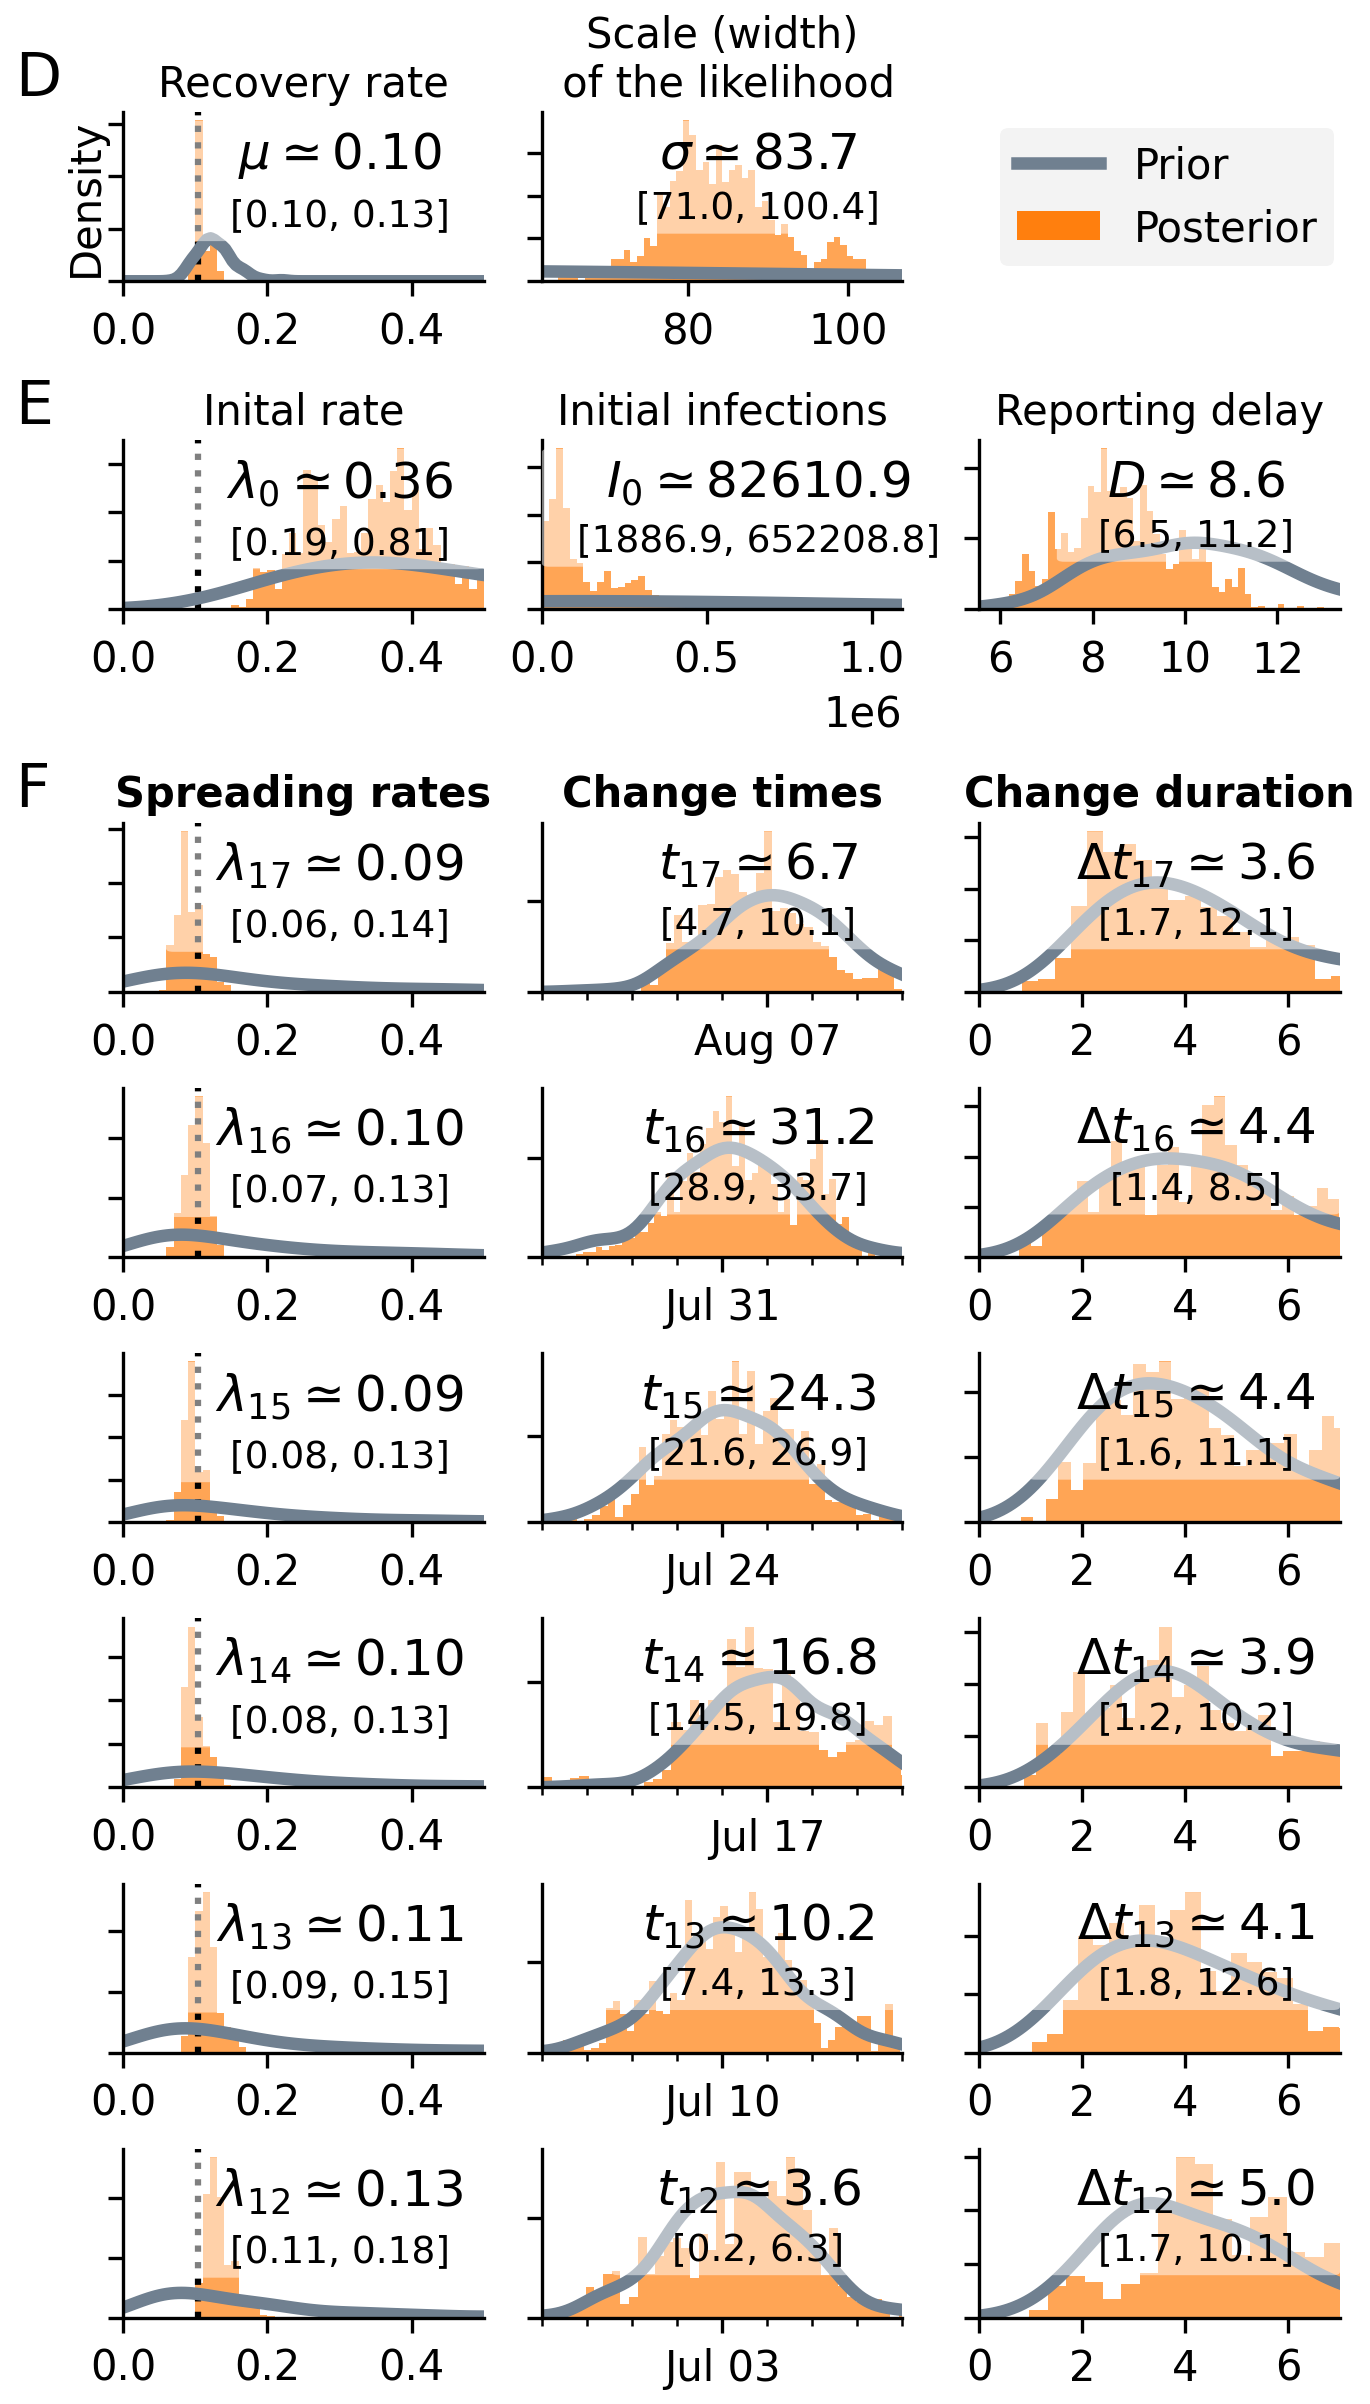 D
Recovery rate
Scale (width)
of the likelihood
Density
μ ≃ 0.10
[0.10, 0.13]
0.0 0.2 0.4
σ ≃ 83.7
[71.0, 100.4]
80 100
Prior
Posterior
E
Inital rate
λ0 ≃ 0.36
[0.19, 0.81]
0.0 0.2 0.4
Initial infections
I0 ≃ 82610.9
[1886.9, 652208.8]
0.0 0.5 1.0
1e6
Reporting delay
D ≃ 8.6
[6.5, 11.2]
6 8 10 12
F
Spreading rates
Change times
Change duration
λ17 ≃ 0.09
[0.06, 0.14]
0.0 0.2 0.4
t17 ≃ 6.7
[4.7, 10.1]
Aug 07
Δt17 ≃ 3.6
[1.7, 12.1]
0 2 4 6
λ16 ≃ 0.10
[0.07, 0.13]
0.0 0.2 0.4
t16 ≃ 31.2
[28.9, 33.7]
Jul 31
Δt16 ≃ 4.4
[1.4, 8.5]
0 2 4 6
λ15 ≃ 0.09
[0.08, 0.13]
0.0 0.2 0.4
t15 ≃ 24.3
[21.6, 26.9]
Jul 24
Δt15 ≃ 4.4
[1.6, 11.1]
0 2 4 6
λ14 ≃ 0.10
[0.08, 0.13]
0.0 0.2 0.4
t14 ≃ 16.8
[14.5, 19.8]
Jul 17
Δt14 ≃ 3.9
[1.2, 10.2]
0 2 4 6
λ13 ≃ 0.11
[0.09, 0.15]
0.0 0.2 0.4
t13 ≃ 10.2
[7.4, 13.3]
Jul 10
Δt13 ≃ 4.1
[1.8, 12.6]
0 2 4 6
λ12 ≃ 0.13
[0.11, 0.18]
0.0 0.2 0.4
t12 ≃ 3.6
[0.2, 6.3]
Jul 03
Δt12 ≃ 5.0
[1.7, 10.1]
0 2 4 6